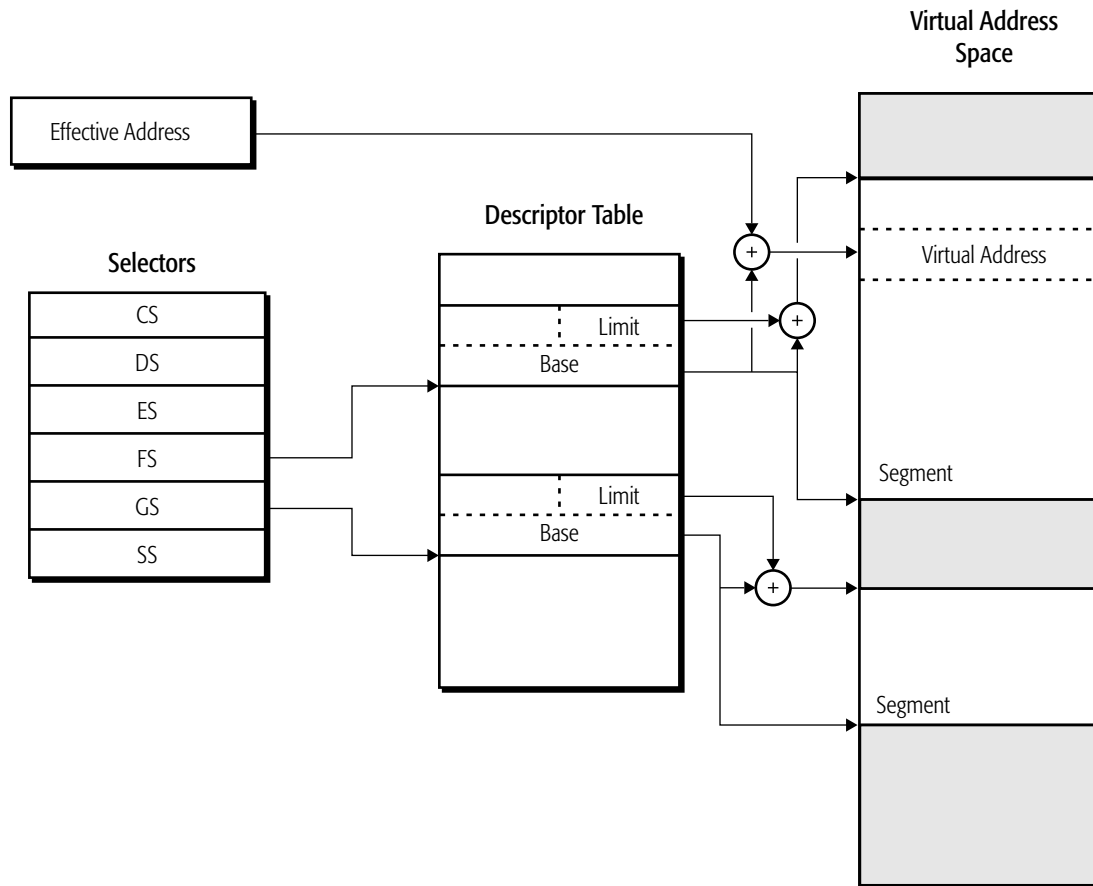 Virtual Address
Space
Effective Address
Descriptor Table
Selectors
CS
DS
ES
FS
GS
SS
Limit
Base
Limit
Base
+
+
+
Virtual Address
Segment
Segment